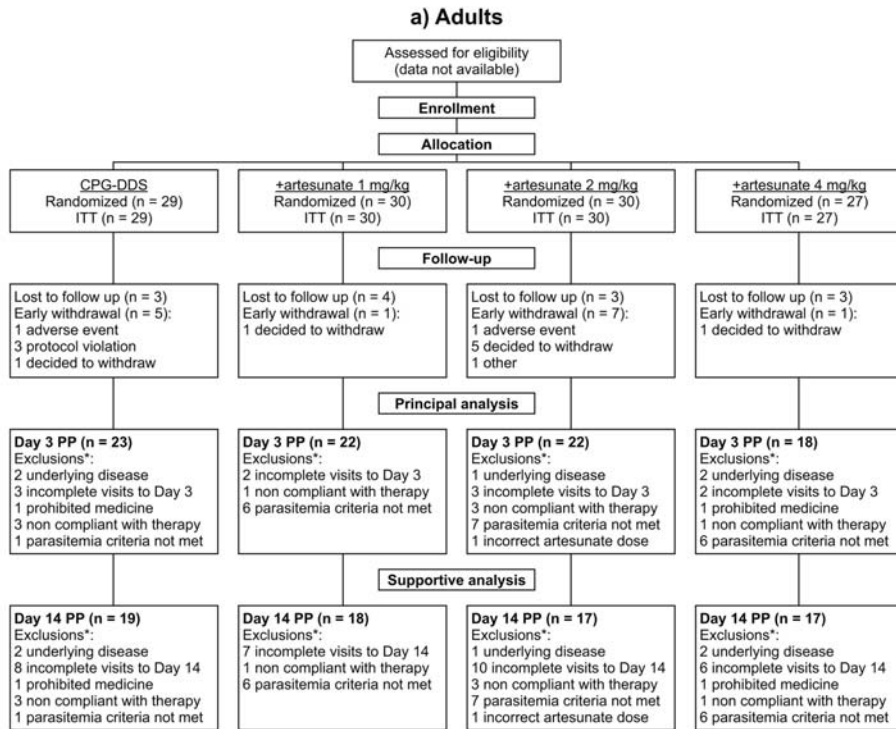 a) Adults
Assessed for eligibility
(data not available)
Enrollment
Allocation
CPG-DDS
Randomized (n = 29)
ITT (n = 29)
+artesunate 1 mg/kg
Randomized (n = 30)
ITT (n = 30)
+artesunate 2 mg/kg
Randomized (n = 30)
ITT (n = 30)
+artesunate 4 mg/kg
Randomized (n = 27)
ITT (n = 27)
Follow-up
Lost to follow up (n = 3)
Early withdrawal (n = 5):
1 adverse event
3 protocol violation
1 decided to withdraw
Lost to follow up (n = 4)
Early withdrawal (n = 1):
1 decided to withdraw
Lost to follow up (n = 3)
Early withdrawal (n = 7):
1 adverse event
5 decided to withdraw
1 other
Lost to follow up (n = 3)
Early withdrawal (n = 1):
1 decided to withdraw
Principal analysis
Day 3 PP (n = 23)
Exclusions*:
2 underlying disease
3 incomplete visits to Day 3
1 prohibited medicine
3 non compliant with therapy
1 parasitemia criteria not met
Day 3 PP (n = 22)
Exclusions*:
2 incomplete visits to Day 3
1 non compliant with therapy
6 parasitemia criteria not met
Day 3 PP (n = 22)
Exclusions*:
1 underlying disease
3 incomplete visits to Day 3
3 non compliant with therapy
7 parasitemia criteria not met
1 incorrect artesunate dose
Day 3 PP (n = 18)
Exclusions*:
2 underlying disease
2 incomplete visits to Day 3
1 prohibited medicine
1 non compliant with therapy
6 parasitemia criteria not met
Supportive analysis
Day 14 PP (n = 19)
Exclusions*:
2 underlying disease
8 incomplete visits to Day 14
1 prohibited medicine
3 non compliant with therapy
1 parasitemia criteria not met
Day 14 PP (n = 18)
Exclusions*:
7 incomplete visits to Day 14
1 non compliant with therapy
6 parasitemia criteria not met
Day 14 PP (n = 17)
Exclusions*:
1 underlying disease
10 incomplete visits to Day 14
3 non compliant with therapy
7 parasitemia criteria not met
1 incorrect artesunate dose
Day 14 PP (n = 17)
Exclusions*:
2 underlying disease
6 incomplete visits to Day 14
1 prohibited medicine
1 non compliant with therapy
6 parasitemia criteria not met